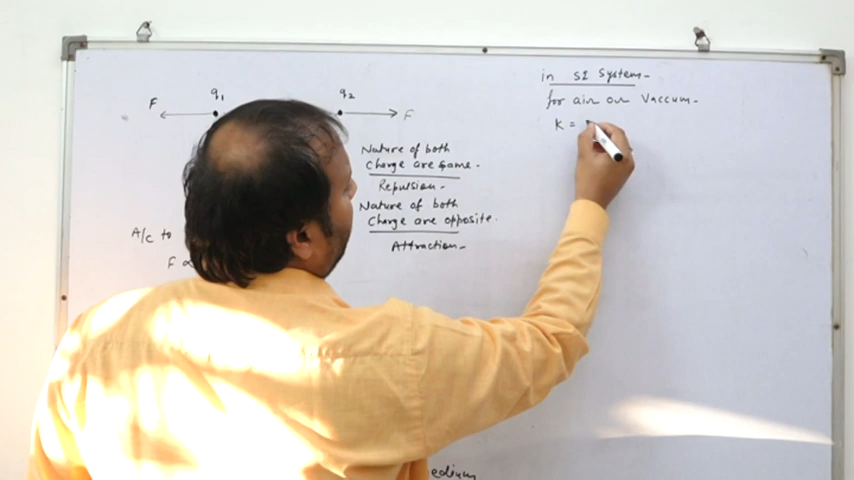 q1 q2
F F
Nature of both
Charge are same.
Repulsion.
Nature of both
Charge are opposite.
Attraction.
A/C to
F ∝
edium
in SI System.
for air or Vaccum.
K =